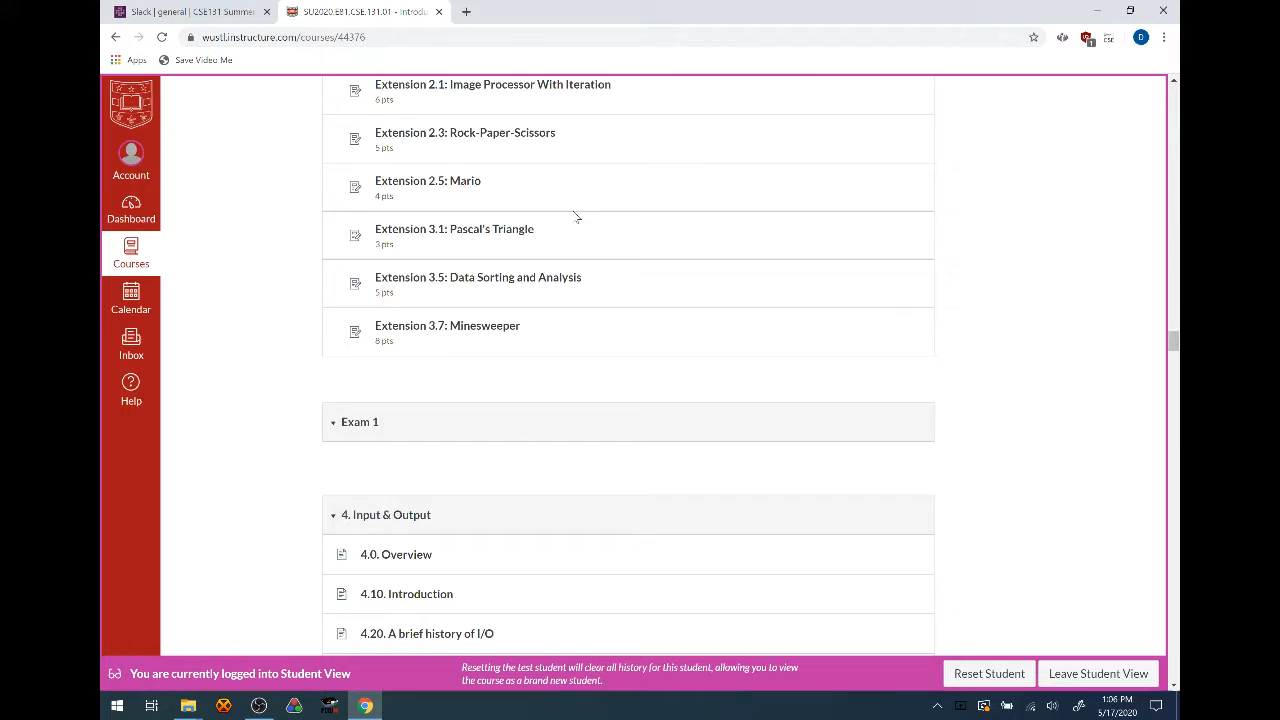 Slack | general | CSE131 Summer
SU2020.E81.CSE.131.01 - Introdu
wustl.instructure.com/courses/44376
CSE
1
D
Apps
Save Video Me
Account
Dashboard
Courses
Calendar
Inbox
Help
Extension 2.1: Image Processor With Iteration
6 pts
Extension 2.3: Rock-Paper-Scissors
5 pts
Extension 2.5: Mario
4 pts
Extension 3.1: Pascal's Triangle
3 pts
Extension 3.5: Data Sorting and Analysis
5 pts
Extension 3.7: Minesweeper
8 pts
Exam 1
4. Input & Output
4.0. Overview
4.10. Introduction
4.20. A brief history of I/O
You are currently logged into Student View
Resetting the test student will clear all history for this student, allowing you to view
the course as a brand new student.
Reset Student
Leave Student View
1:06 PM
5/17/2020